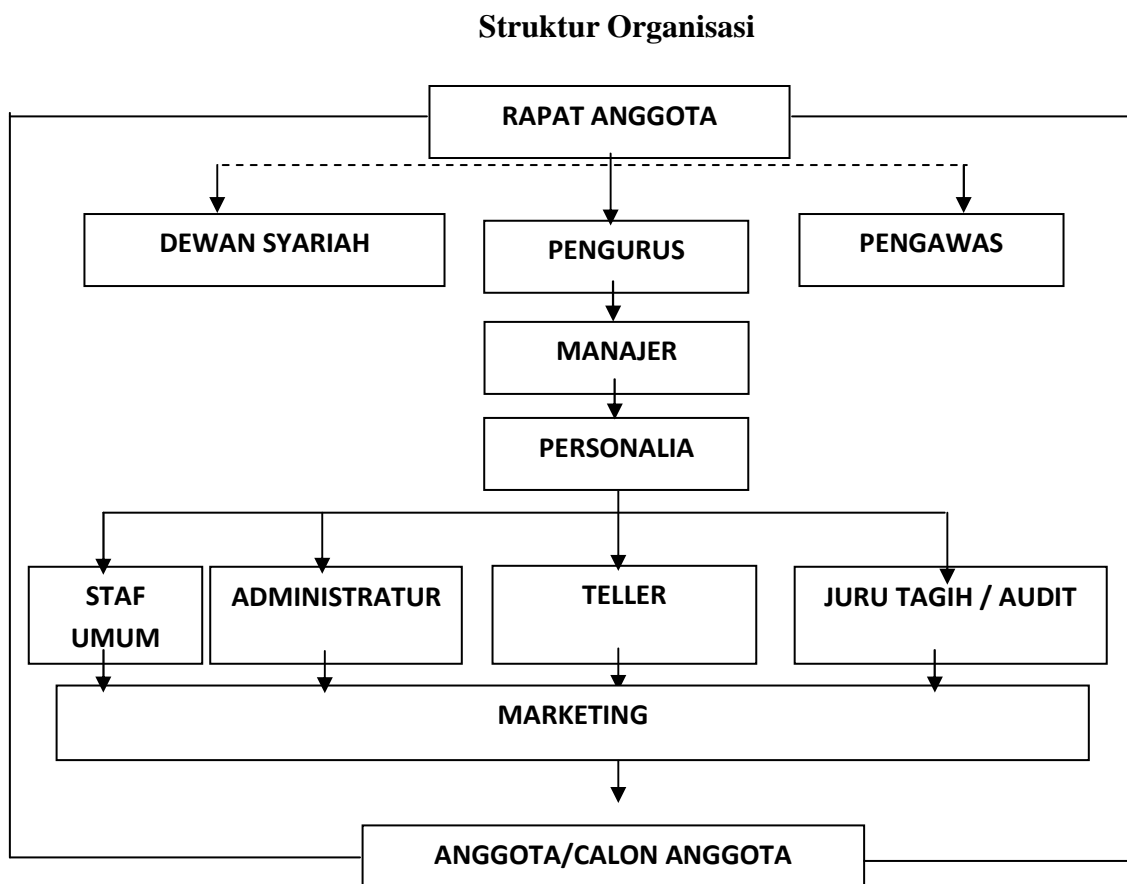 Struktur Organisasi
RAPAT ANGGOTA
DEWAN SYARIAH
PENGURUS
PENGAWAS
MANAJER
PERSONALIA
STAF
UMUM
ADMINISTRATUR
TELLER
JURU TAGIH / AUDIT
MARKETING
ANGGOTA/CALON ANGGOTA